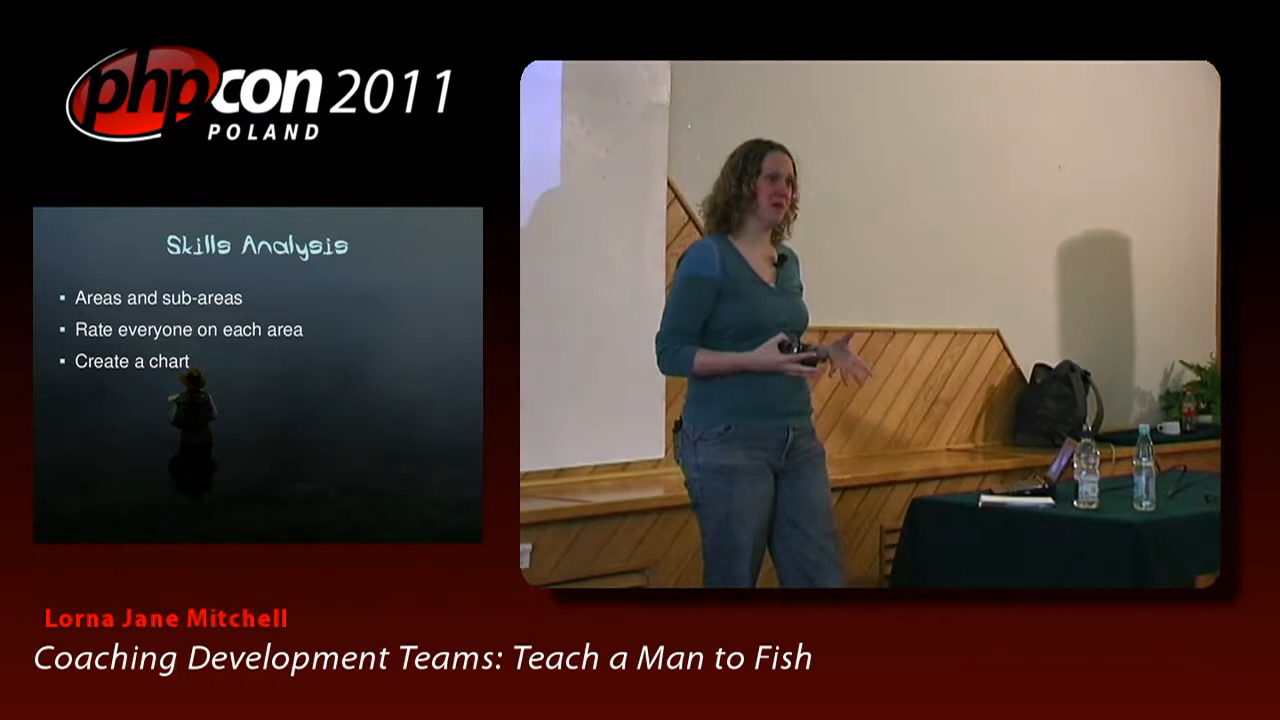 phpcon 2011
POLAND
Skills Analysis
▪ Areas and sub-areas
▪ Rate everyone on each area
▪ Create a chart
Lorna Jane Mitchell
Coaching Development Teams: Teach a Man to Fish